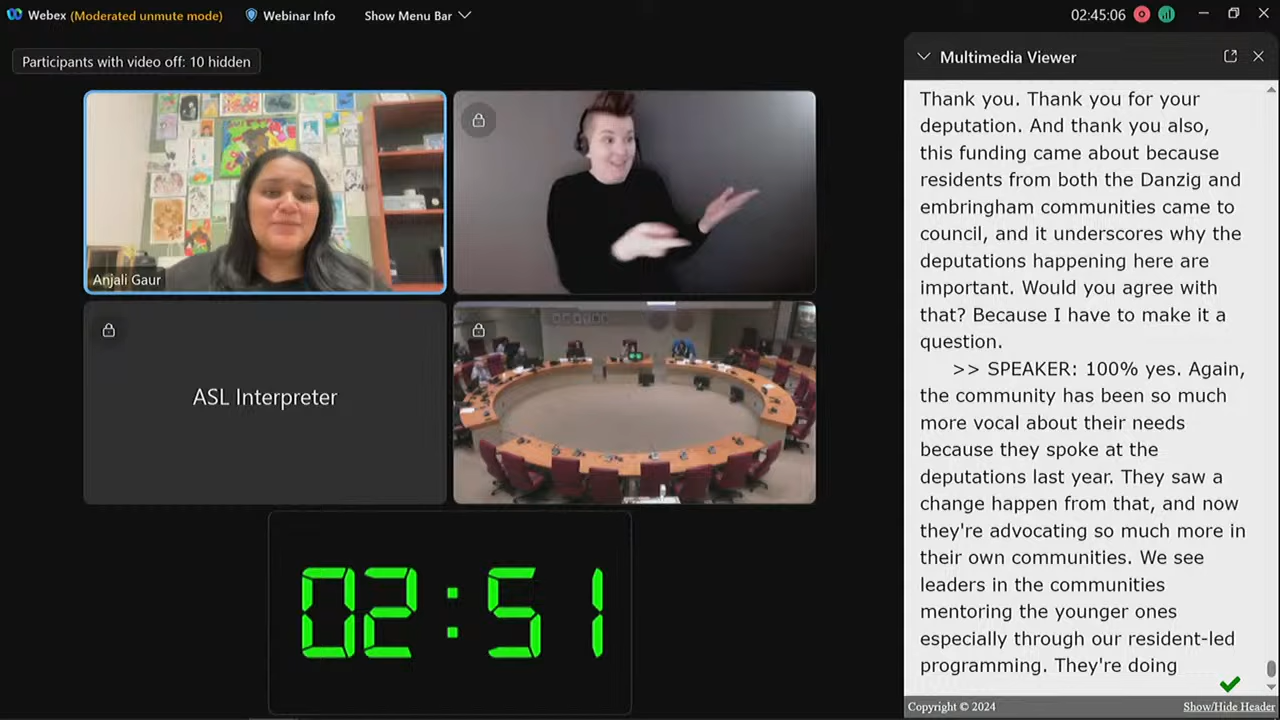 Webex (Moderated unmute mode) Webinar Info Show Menu Bar 02:45:06
Participants with video off: 10 hidden
Anjali Gaur
ASL Interpreter
02:51
Multimedia Viewer
Thank you. Thank you for your
deputation. And thank you also,
this funding came about because
residents from both the Danzig and
embringham communities came to
council, and it underscores why the
deputations happening here are
important. Would you agree with
that? Because I have to make it a
question.
>> SPEAKER: 100% yes. Again,
the community has been so much
more vocal about their needs
because they spoke at the
deputations last year. They saw a
change happen from that, and now
they're advocating so much more in
their own communities. We see
leaders in the communities
mentoring the younger ones
especially through our resident-led
programming. They're doing
Copyright © 2024 Show/Hide Header